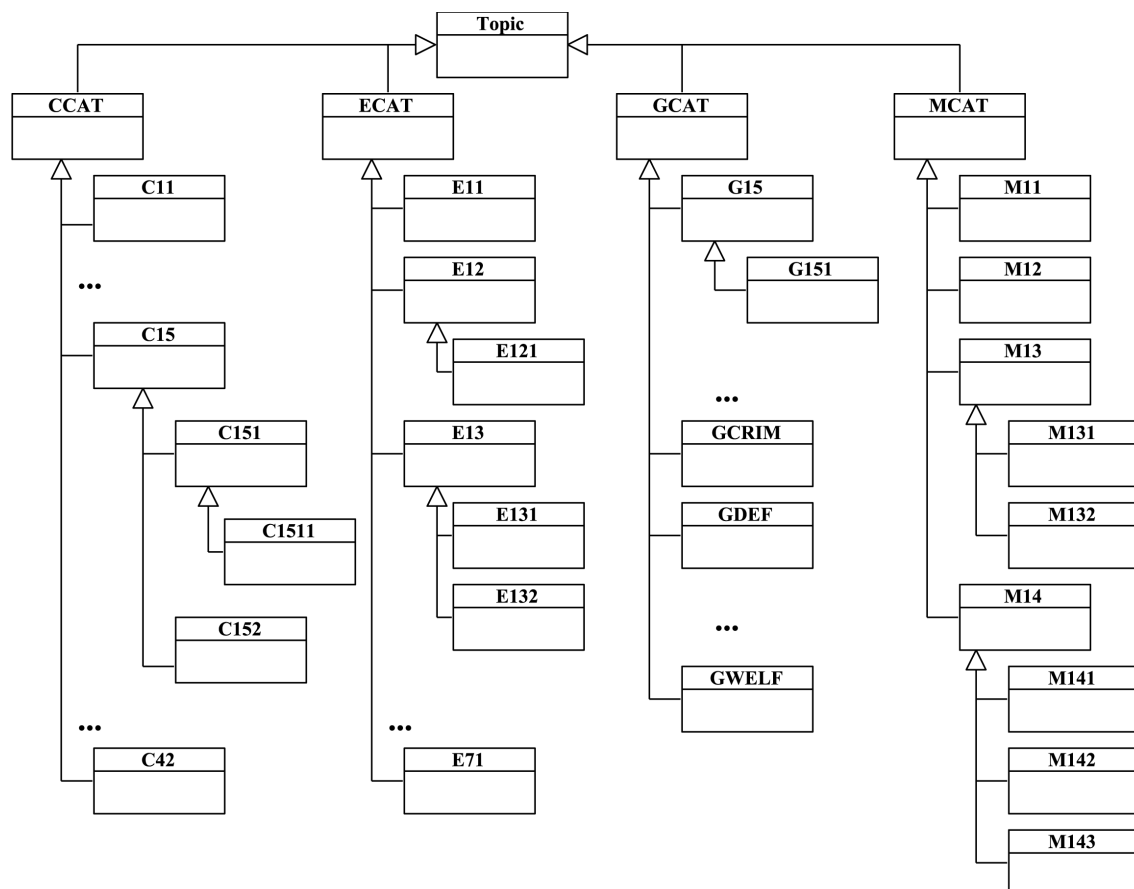 Topic
CCAT
ECAT
GCAT
MCAT
C11
E11
G15
M11
...
E12
G151
M12
C15
E121
M13
...
C151
E13
GCRIM
M131
C1511
E131
GDEF
M132
C152
E132
...
M14
GWELF
M141
...
...
C42
E71
M142
M143